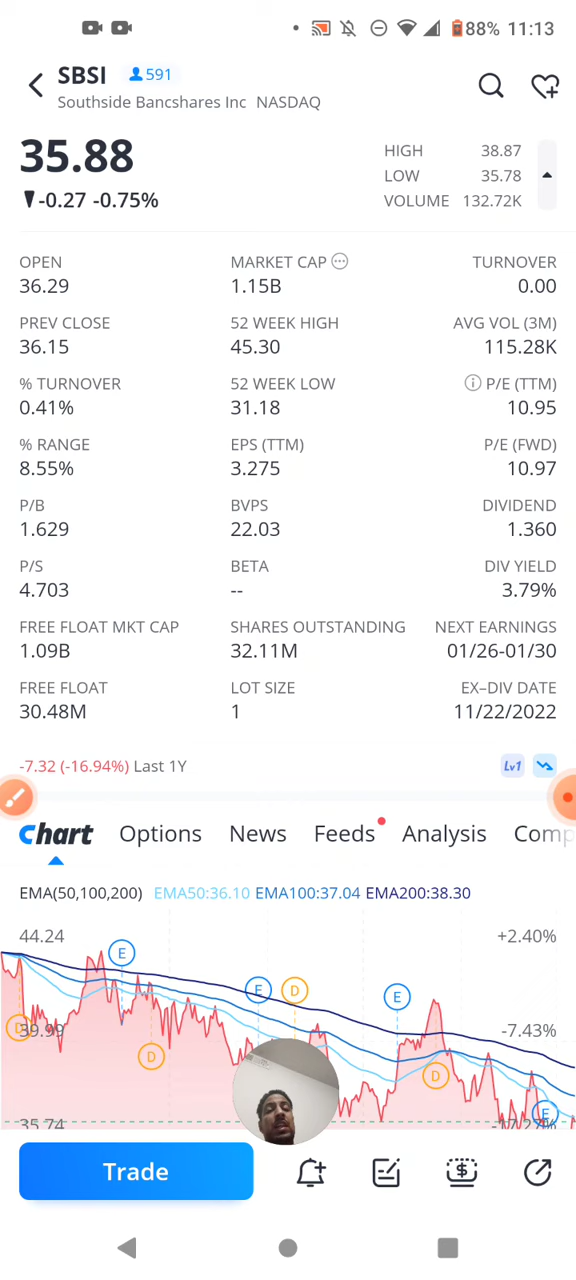 88% 11:13
SBSI 591
Southside Bancshares Inc NASDAQ
35.88
-0.27 -0.75%
HIGH 38.87
LOW 35.78
VOLUME 132.72K
OPEN MARKET CAP TURNOVER
36.29 1.15B 0.00
PREV CLOSE 52 WEEK HIGH AVG VOL (3M)
36.15 45.30 115.28K
% TURNOVER 52 WEEK LOW P/E (TTM)
0.41% 31.18 10.95
% RANGE EPS (TTM) P/E (FWD)
8.55% 3.275 10.97
P/B BVPS DIVIDEND
1.629 22.03 1.360
P/S BETA DIV YIELD
4.703 -- 3.79%
FREE FLOAT MKT CAP SHARES OUTSTANDING NEXT EARNINGS
1.09B 32.11M 01/26-01/30
FREE FLOAT LOT SIZE EX-DIV DATE
30.48M 1 11/22/2022
-7.32 (-16.94%) Last 1Y Lv1
Chart Options News Feeds Analysis Comp
EMA(50,100,200) EMA50:36.10 EMA100:37.04 EMA200:38.30
44.24 +2.40%
E
E D E
D 39.99 -7.43%
D
D
E
35.74 -17.27%
Trade